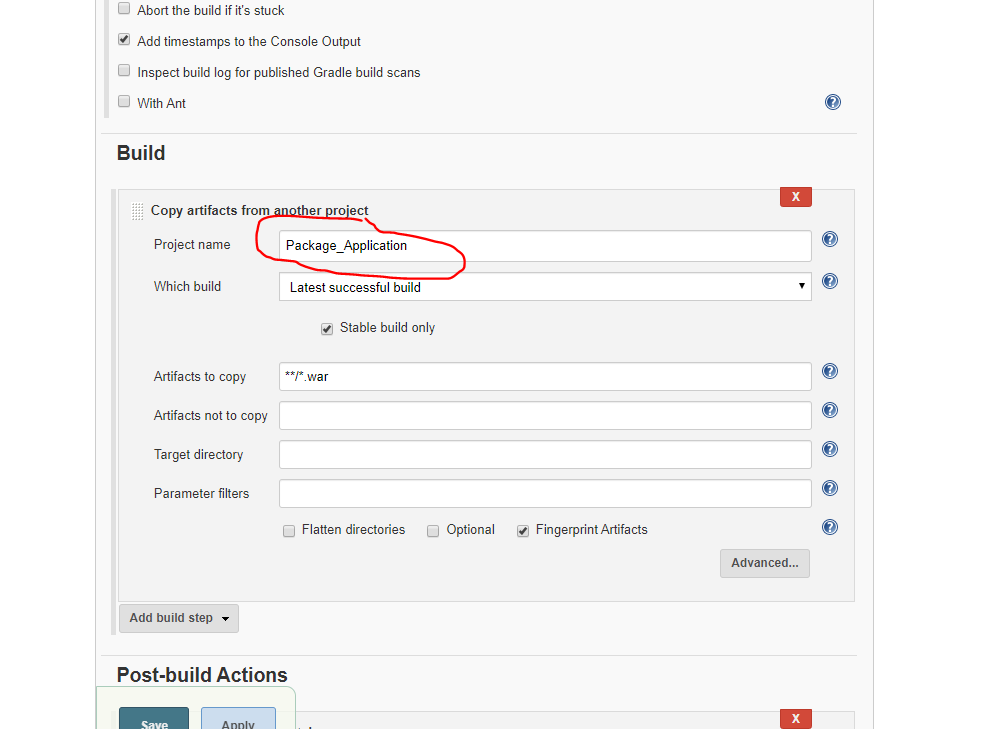 Abort the build if it's stuck
Add timestamps to the Console Output
Inspect build log for published Gradle build scans
With Ant
?
Build
X
Copy artifacts from another project
Project name
Package_Application
?
Which build
Latest successful build
?
Stable build only
Artifacts to copy
**/*.war
?
Artifacts not to copy
?
Target directory
?
Parameter filters
?
Flatten directories
Optional
Fingerprint Artifacts
?
Advanced...
Add build step
Post-build Actions
Save
Apply
X